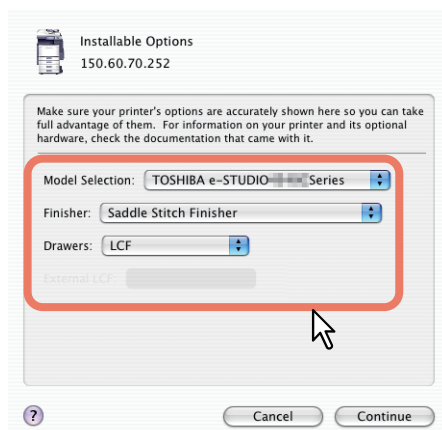 Installable Options
150.60.70.252
Make sure your printer's options are accurately shown here so you can take
full advantage of them. For information on your printer and its optional
hardware, check the documentation that came with it.
Model Selection: TOSHIBA e-STUDIO Series
Finisher: Saddle Stitch Finisher
Drawers: LCF
External LCF
? Cancel Continue